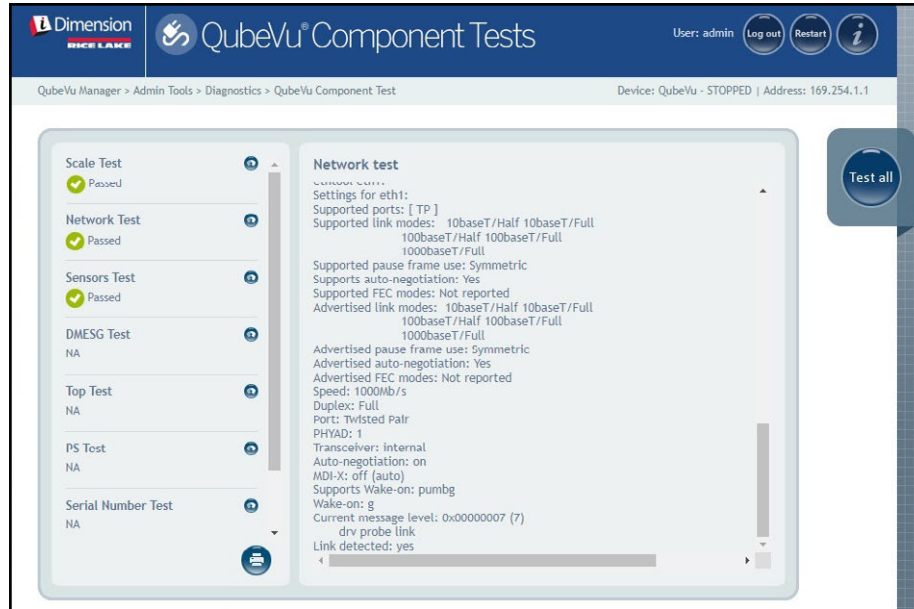 iDimension
RICE LAKE
QubeVu® Component Tests
User: admin
Log out
Restart
i
QubeVu Manager > Admin Tools > Diagnostics > QubeVu Component Test
Device: QubeVu - STOPPED | Address: 169.254.1.1
Scale Test
Passed
Network Test
Passed
Sensors Test
Passed
DMESG Test
NA
Top Test
NA
PS Test
NA
Serial Number Test
NA
Network test
Settings for eth1:
Supported ports: [ TP ]
Supported link modes: 10baseT/Half 10baseT/Full
100baseT/Half 100baseT/Full
1000baseT/Full
Supported pause frame use: Symmetric
Supports auto-negotiation: Yes
Supported FEC modes: Not reported
Advertised link modes: 10baseT/Half 10baseT/Full
100baseT/Half 100baseT/Full
1000baseT/Full
Advertised pause frame use: Symmetric
Advertised auto-negotiation: Yes
Advertised FEC modes: Not reported
Speed: 1000Mb/s
Duplex: Full
Port: Twisted Pair
PHYAD: 1
Transceiver: internal
Auto-negotiation: on
MDI-X: off (auto)
Supports Wake-on: pumbg
Wake-on: g
Current message level: 0x00000007 (7)
drv probe link
Link detected: yes
Test all